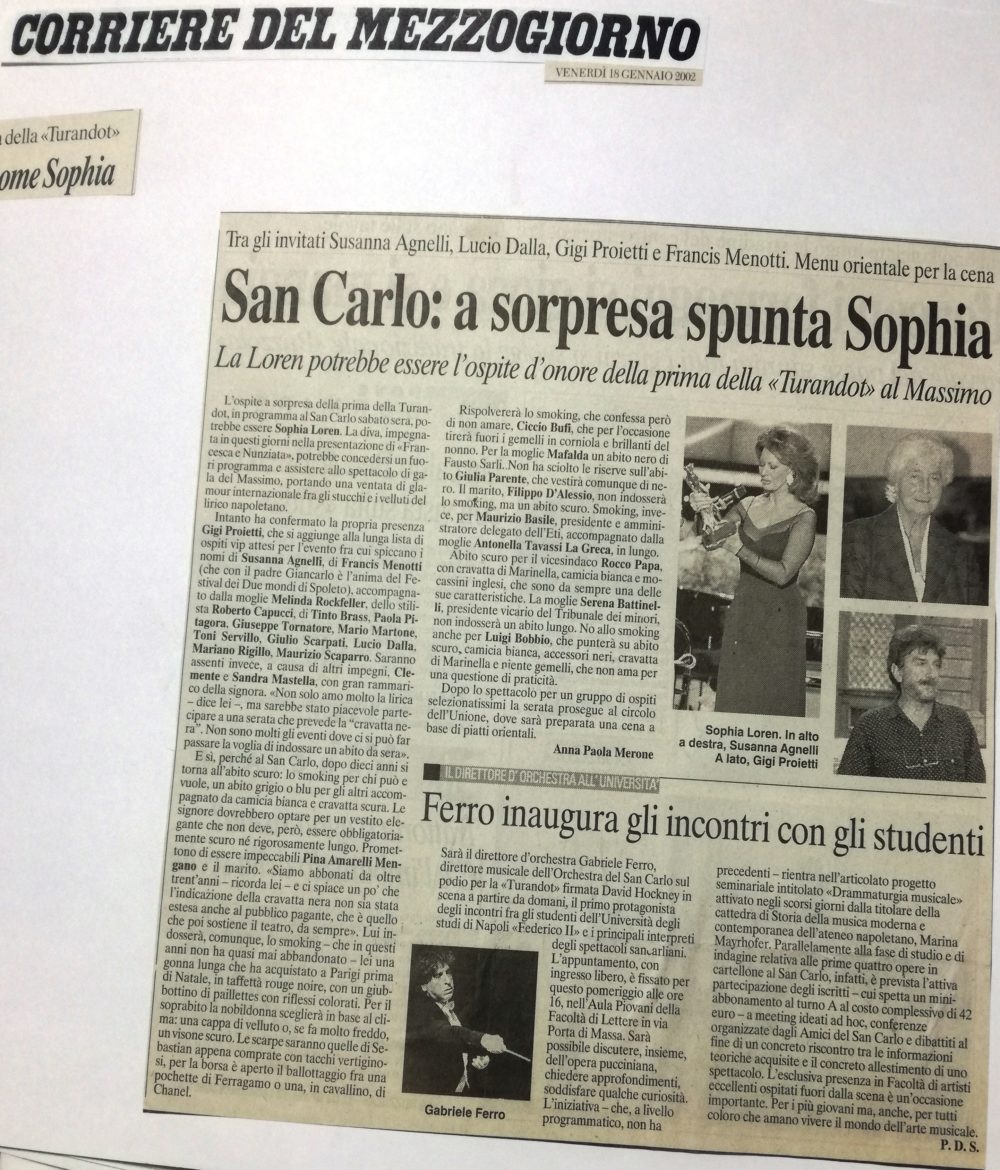 CORRIERE DEL MEZZOGIORNO
VENERDÌ 18 GENNAIO 2002
della «Turandot»
ome Sophia
Tra gli invitati Susanna Agnelli, Lucio Dalla, Gigi Proietti e Francis Menotti. Menu orientale per la cena
San Carlo: a sorpresa spunta Sophia
La Loren potrebbe essere l'ospite d'onore della prima della «Turandot» al Massimo
L'ospite a sorpresa della prima della Turan-
dot, in programma al San Carlo sabato sera, po-
trebbe essere Sophia Loren. La diva, impegna-
ta in questi giorni nella presentazione di «Fran-
cesca e Nunziata», potrebbe concedersi un fuo-
ri programma e assistere allo spettacolo di ga-
la del Massimo, portando una ventata di gla-
mour internazionale fra gli stucchi e i velluti del
lirico napoletano.
Intanto ha confermato la propria presenza
Gigi Proietti, che si aggiunge alla lunga lista di
ospiti vip attesi per l'evento fra cui spiccano i
nomi di Susanna Agnelli, di Francis Menotti
(che con il padre Giancarlo è l'anima del Fe-
stival dei Due mondi di Spoleto), accompagna-
to dalla moglie Melinda Rockfeller, dello stili-
sta Roberto Capucci, di Tinto Brass, Paola Pi-
tagora, Giuseppe Tornatore, Mario Martone,
Toni Servillo, Giulio Scarpati, Lucio Dalla,
Mariano Rigillo, Maurizio Scaparro. Saranno
assenti invece, a causa di altri impegni, Cle-
mente e Sandra Mastella, con gran rammari-
co della signora. «Non solo amo molto la lirica
– dice lei –, ma sarebbe stato piacevole parte-
cipare a una serata che prevede la “cravatta ne-
ra”. Non sono molti gli eventi dove ci si può far
passare la voglia di indossare un abito da sera».
E sì, perché al San Carlo, dopo dieci anni si
torna all'abito scuro: lo smoking per chi può e
vuole, un abito grigio o blu per gli altri accom-
pagnato da camicia bianca e cravatta scura. Le
signore dovrebbero optare per un vestito ele-
gante che non deve, però, essere obbligatoria-
mente scuro né rigorosamente lungo. Promet-
tono di essere impeccabili Pina Amarelli Men-
gano e il marito. «Siamo abbonati da oltre
trent'anni – ricorda lei – e ci spiace un po' che
l'indicazione della cravatta nera non sia stata
estesa anche al pubblico pagante, che è quello
che poi sostiene il teatro, da sempre». Lui in-
dosserà, comunque, lo smoking – che in questi
anni non ha quasi mai abbandonato – lei una
gonna lunga che ha acquistato a Parigi prima
di Natale, in taffettà rouge noire, con un giub-
bottino di paillettes con riflessi colorati. Per il
soprabito la nobildonna sceglierà in base al cli-
ma: una cappa di velluto o, se fa molto freddo,
un visone scuro. Le scarpe saranno quelle di Se-
bastian appena comprate con tacchi vertigino-
si, per la borsa è aperto il ballottaggio fra una
pochette di Ferragamo o una, in cavallino, di
Chanel.
Rispolvererà lo smoking, che confessa però
di non amare, Ciccio Bufi, che per l'occasione
tirerà fuori i gemelli in corniola e brillanti del
nonno. Per la moglie Mafalda un abito nero di
Fausto Sarli. Non ha sciolto le riserve sull'abi-
to Giulia Parente, che vestirà comunque di ne-
ro. Il marito, Filippo D'Alessio, non indosserà
lo smoking, ma un abito scuro. Smoking, inve-
ce, per Maurizio Basile, presidente e ammini-
stratore delegato dell'Eti, accompagnato dalla
moglie Antonella Tavassi La Greca, in lungo.
Abito scuro per il vicesindaco Rocco Papa,
con cravatta di Marinella, camicia bianca e mo-
cassini inglesi, che sono da sempre una delle
sue caratteristiche. La moglie Serena Battinel-
li, presidente vicario del Tribunale dei minori,
non indosserà un abito lungo. No allo smoking
anche per Luigi Bobbio, che punterà su abito
scuro, camicia bianca, accessori neri, cravatta
di Marinella e niente gemelli, che non ama per
una questione di praticità.
Dopo lo spettacolo per un gruppo di ospiti
selezionatissimi la serata prosegue al circolo
dell'Unione, dove sarà preparata una cena a
base di piatti orientali.
Anna Paola Merone
Sophia Loren. In alto
a destra, Susanna Agnelli
A lato, Gigi Proietti
IL DIRETTORE D' ORCHESTRA ALL' UNIVERSITA'
Ferro inaugura gli incontri con gli studenti
Sarà il direttore d'orchestra Gabriele Ferro,
direttore musicale dell'Orchestra del San Carlo sul
podio per la «Turandot» firmata David Hockney in
scena a partire da domani, il primo protagonista
degli incontri fra gli studenti dell'Università degli
studi di Napoli «Federico II» e i principali interpreti
degli spettacoli sancarliani.
L'appuntamento, con
ingresso libero, è fissato per
questo pomeriggio alle ore
16, nell'Aula Piovani della
Facoltà di Lettere in via
Porta di Massa. Sarà
possibile discutere, insieme,
dell'opera pucciniana,
chiedere approfondimenti,
soddisfare qualche curiosità.
L'iniziativa – che, a livello
programmatico, non ha
Gabriele Ferro
precedenti – rientra nell'articolato progetto
seminariale intitolato «Drammaturgia musicale»
attivato negli scorsi giorni dalla titolare della
cattedra di Storia della musica moderna e
contemporanea dell'ateneo napoletano, Marina
Mayrhofer. Parallelamente alla fase di studio e di
indagine relativa alle prime quattro opere in
cartellone al San Carlo, infatti, è prevista l'attiva
partecipazione degli iscritti – cui spetta un mini-
abbonamento al turno A al costo complessivo di 42
euro – a meeting ideati ad hoc, conferenze
organizzate dagli Amici del San Carlo e dibattiti al
fine di un concreto riscontro tra le informazioni
teoriche acquisite e il concreto allestimento di uno
spettacolo. L'esclusiva presenza in Facoltà di artisti
eccellenti ospitati fuori dalla scena è un'occasione
importante. Per i più giovani ma, anche, per tutti
coloro che amano vivere il mondo dell'arte musicale.
P. D. S.